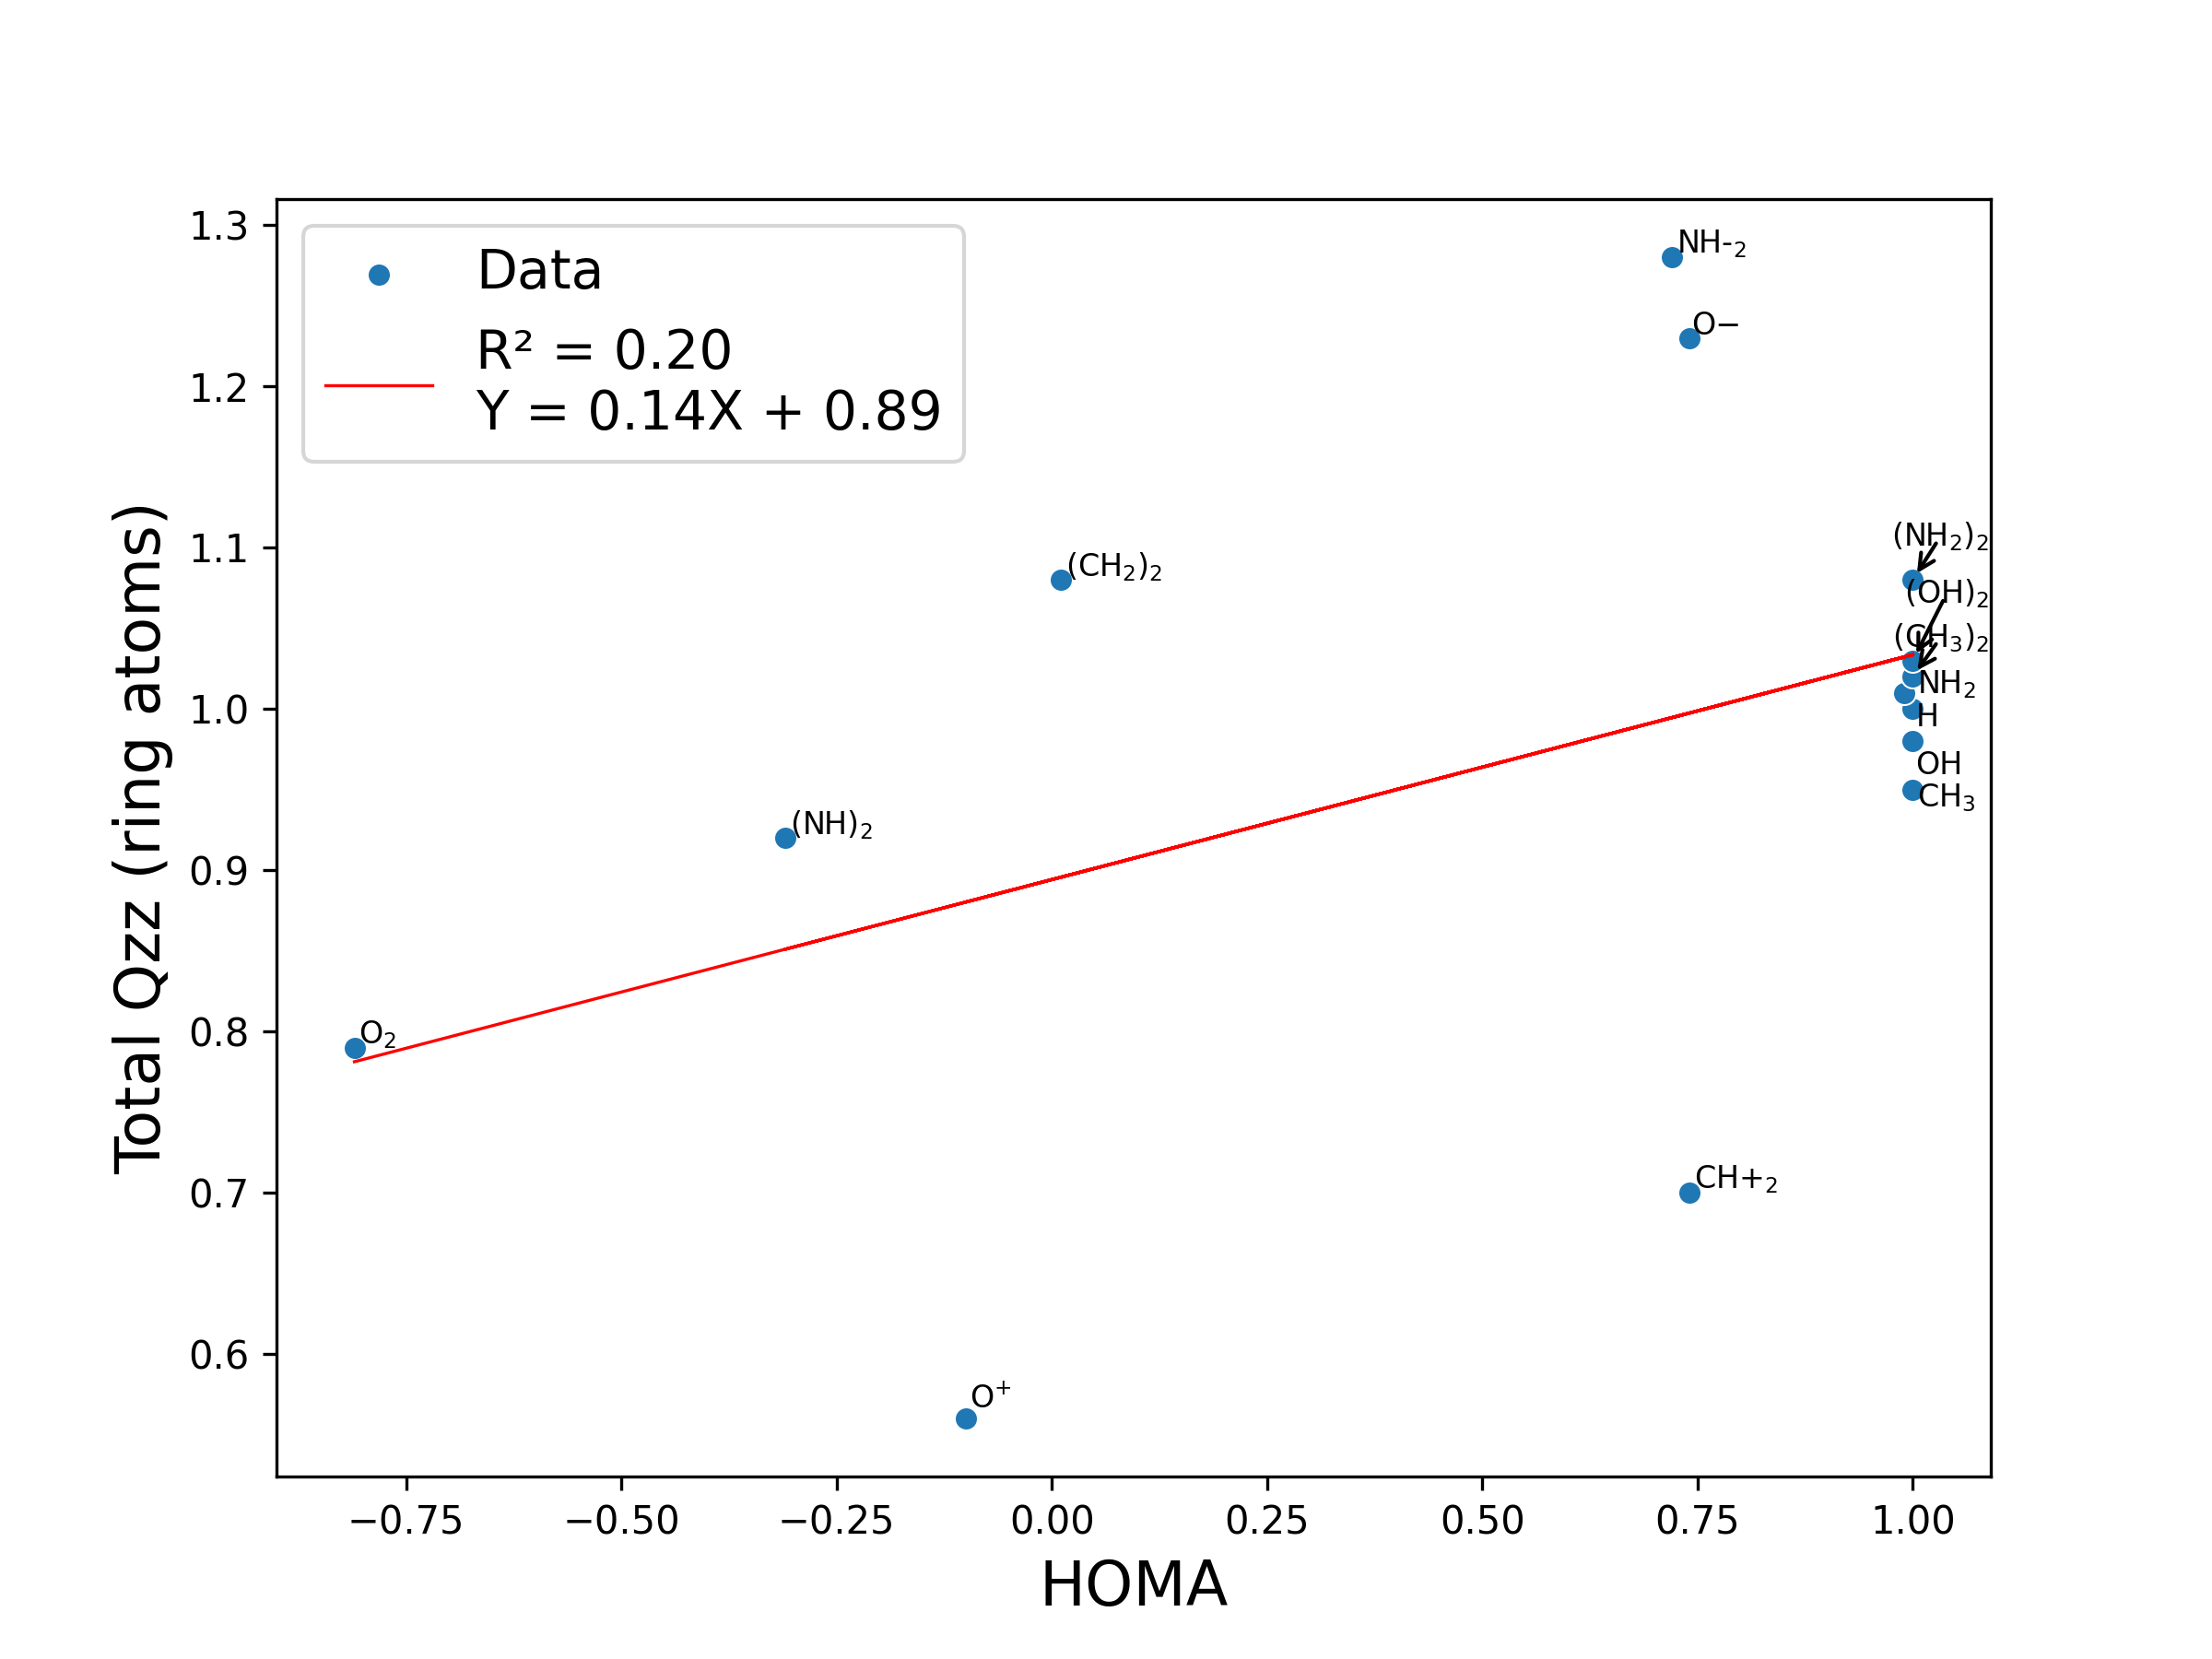 Data
R² = 0.20
Y = 0.14X + 0.89
1.3
1.2
1.1
1.0
0.9
0.8
0.7
0.6
Total Qzz (ring atoms)
NH-₂
O−
(CH₂)₂
(NH₂)₂
(OH)₂
(CH₃)₂
NH₂
H
OH
CH₃
(NH)₂
O₂
CH+₂
O⁺
−0.75 −0.50 −0.25 0.00 0.25 0.50 0.75 1.00
HOMA